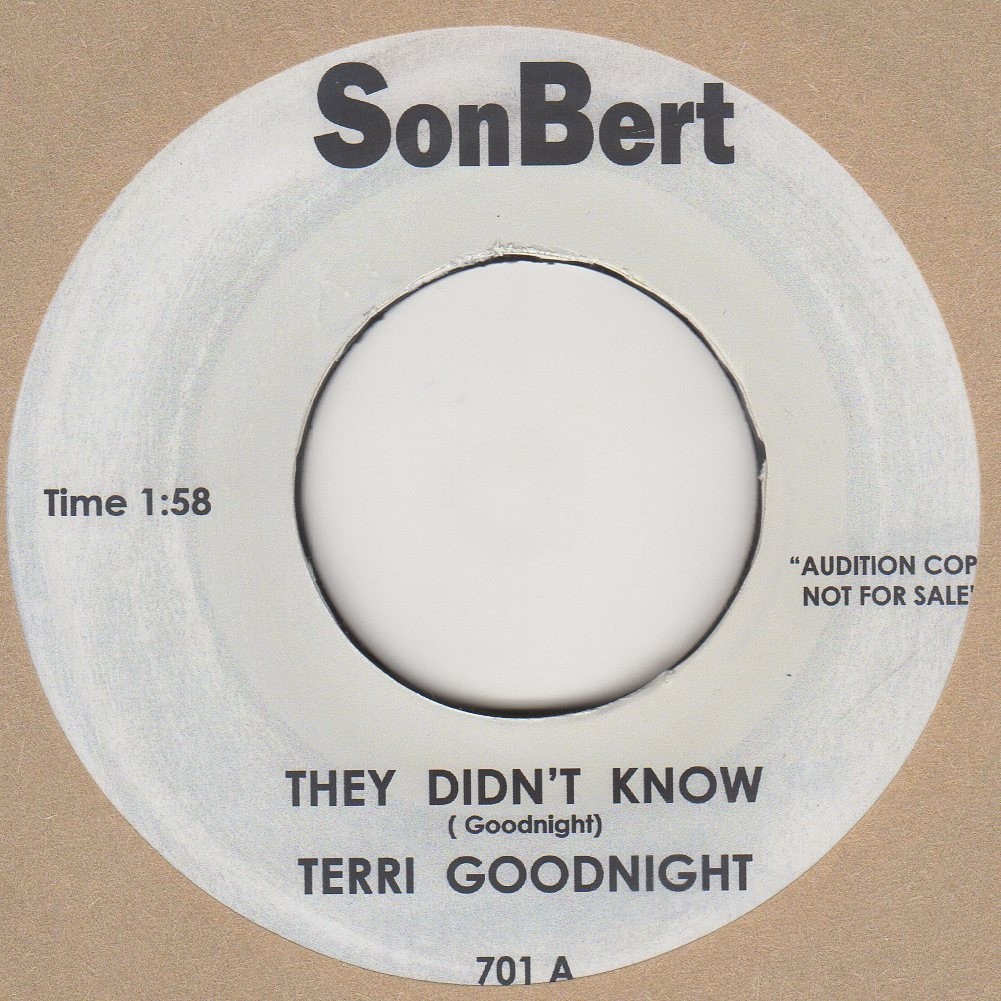 SonBert
Time 1:58
“AUDITION COP
NOT FOR SALE’
THEY DIDN’T KNOW
( Goodnight)
TERRI GOODNIGHT
701 A